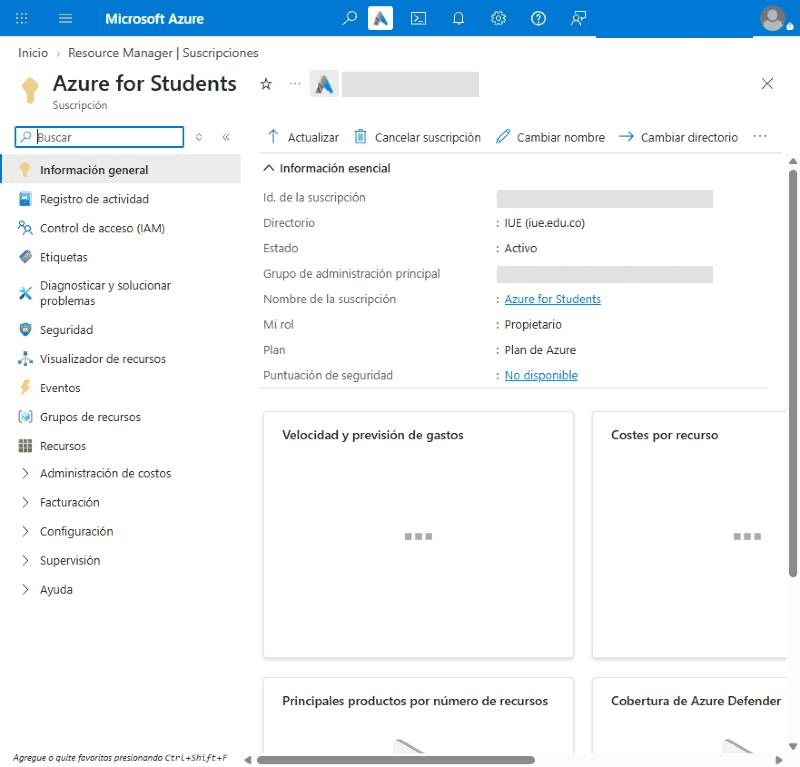 Microsoft Azure
Inicio > Resource Manager | Suscripciones
Azure for Students
Suscripción
Buscar
Actualizar
Cancelar suscripción
Cambiar nombre
Cambiar directorio
Información general
Registro de actividad
Control de acceso (IAM)
Etiquetas
Diagnosticar y solucionar
problemas
Seguridad
Visualizador de recursos
Eventos
Grupos de recursos
Recursos
Administración de costos
Facturación
Configuración
Supervisión
Ayuda
Agregue o quite favoritos presionando Ctrl+Shift+F
Información esencial
Id. de la suscripción
Directorio : IUE (iue.edu.co)
Estado : Activo
Grupo de administración principal
Nombre de la suscripción : Azure for Students
Mi rol : Propietario
Plan : Plan de Azure
Puntuación de seguridad : No disponible
Velocidad y previsión de gastos
Costes por recurso
Principales productos por número de recursos
Cobertura de Azure Defender